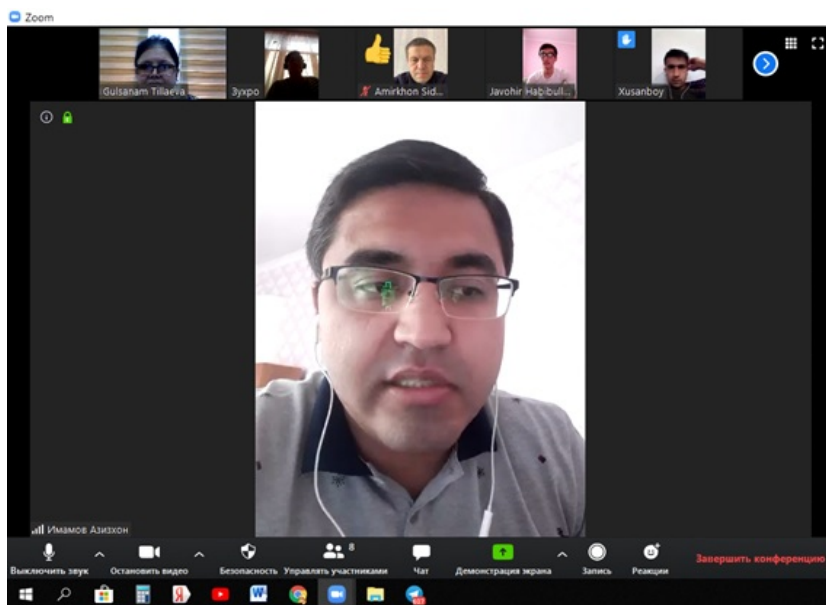 Zoom
Gulsanam Tillaeva
Зухро
Amirkhon Sid...
Javohir Habibull...
Xusanboy
Имамов Азизхон
8
Выключить звук
Остановить видео
Безопасность
Управлять участниками
Чат
Демонстрация экрана
Запись
Реакции
Завершить конференцию